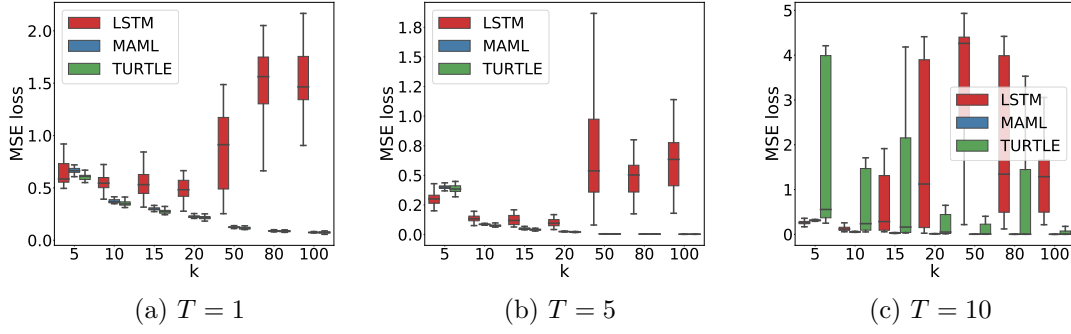 2.0
1.5
1.0
0.5
0.0
MSE loss
LSTM
MAML
TURTLE
5 10 15 20 50 80 100
k
(a) T = 1
1.8
1.5
1.2
1.0
0.8
0.5
0.2
0.0
MSE loss
LSTM
MAML
TURTLE
5 10 15 20 50 80 100
k
(b) T = 5
5
4
3
2
1
0
MSE loss
LSTM
MAML
TURTLE
5 10 15 20 50 80 100
k
(c) T = 10